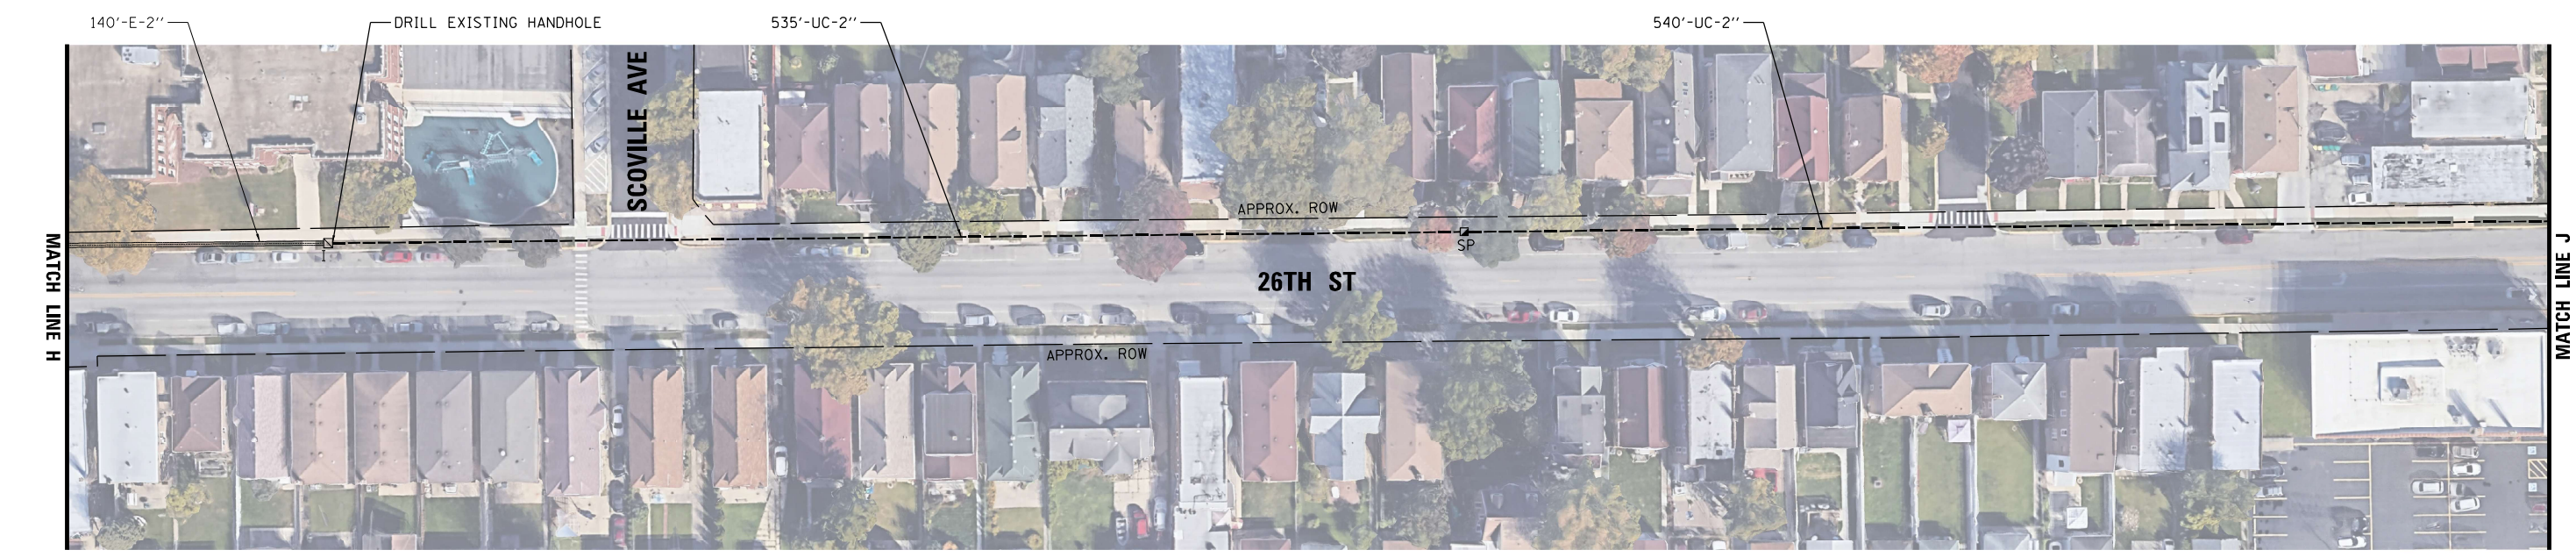 140'-E-2''
DRILL EXISTING HANDHOLE
535'-UC-2''
540'-UC-2''
SCOVILLE AVE
APPROX. ROW
MATCH LINE H
SP
26TH ST
MATCH LINE J
APPROX. ROW